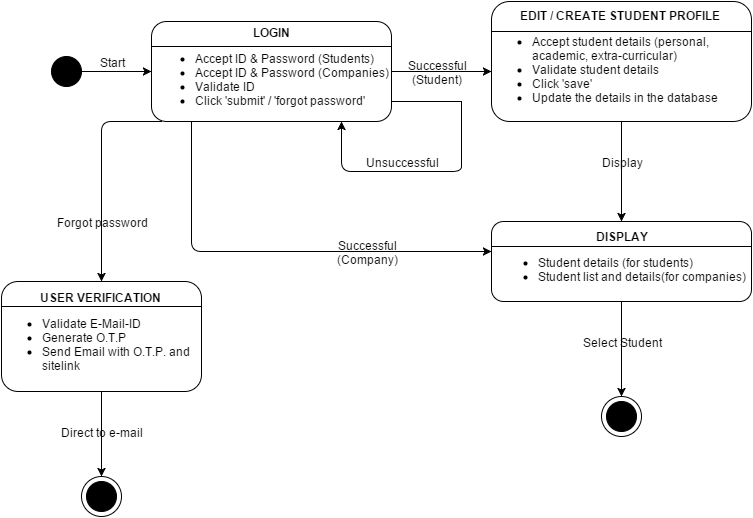 LOGIN
• Accept ID & Password (Students)
• Accept ID & Password (Companies)
• Validate ID
• Click 'submit' / 'forgot password'
EDIT / CREATE STUDENT PROFILE
• Accept student details (personal,
academic, extra-curricular)
• Validate student details
• Click 'save'
• Update the details in the database
Start
Successful
(Student)
Unsuccessful
Display
Forgot password
Successful
(Company)
DISPLAY
• Student details (for students)
• Student list and details(for companies)
USER VERIFICATION
• Validate E-Mail-ID
• Generate O.T.P
• Send Email with O.T.P. and
sitelink
Select Student
Direct to e-mail